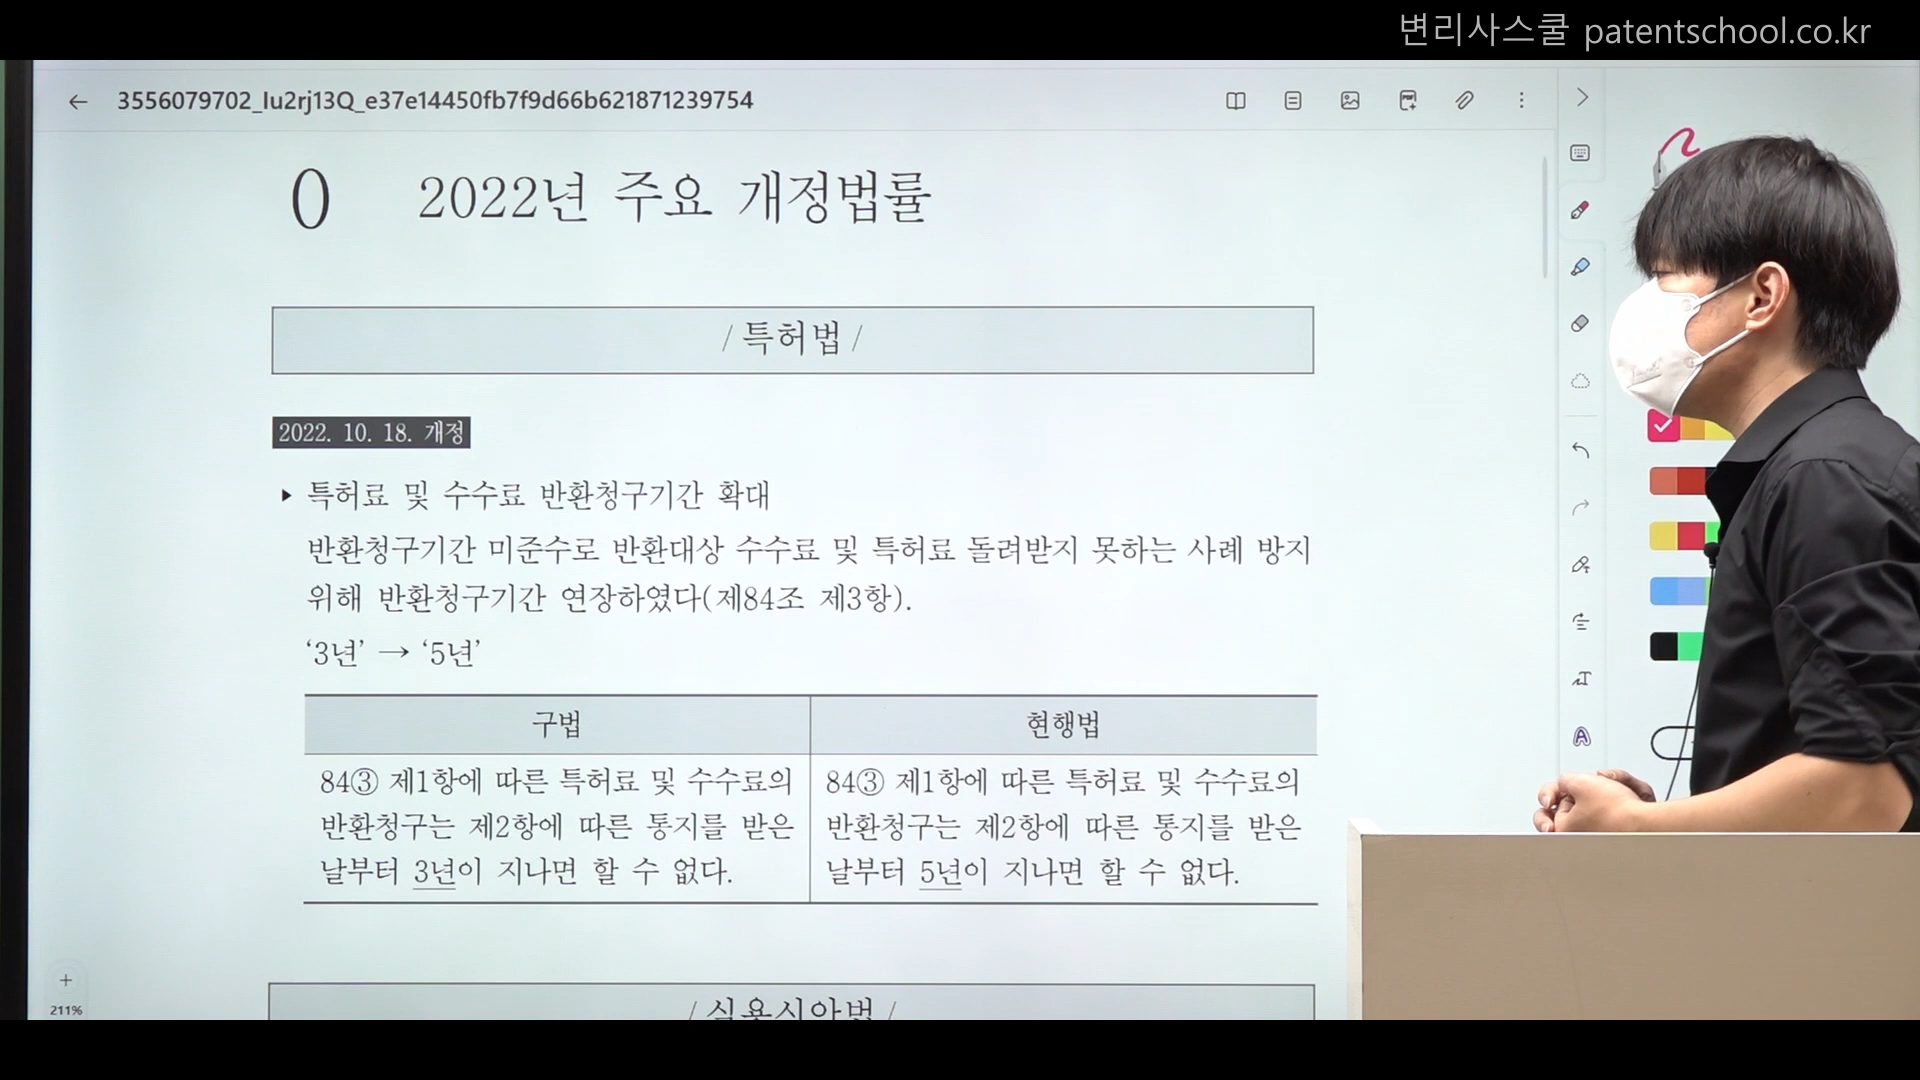 변리사스쿨 patentschool.co.kr
3556079702_Iu2rj13Q_e37e14450fb7f9d66b621871239754
0 2022년 주요 개정법률
/ 특허법 /
2022. 10. 18. 개정
▶ 특허료 및 수수료 반환청구기간 확대
반환청구기간 미준수로 반환대상 수수료 및 특허료 돌려받지 못하는 사례 방지
위해 반환청구기간 연장하였다(제84조 제3항).
‘3년’ → ‘5년’
구법 현행법
84③ 제1항에 따른 특허료 및 수수료의
반환청구는 제2항에 따른 통지를 받은
날부터 3년이 지나면 할 수 없다.
84③ 제1항에 따른 특허료 및 수수료의
반환청구는 제2항에 따른 통지를 받은
날부터 5년이 지나면 할 수 없다.
/ 실용신안법 /
211%